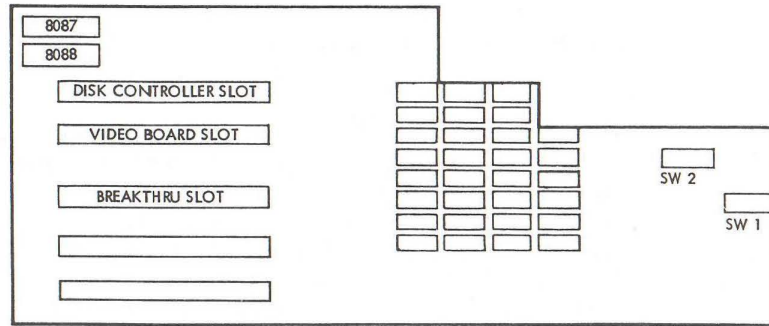 8087
8088
DISK CONTROLLER SLOT
VIDEO BOARD SLOT
BREAKTHRU SLOT
SW 2
SW 1